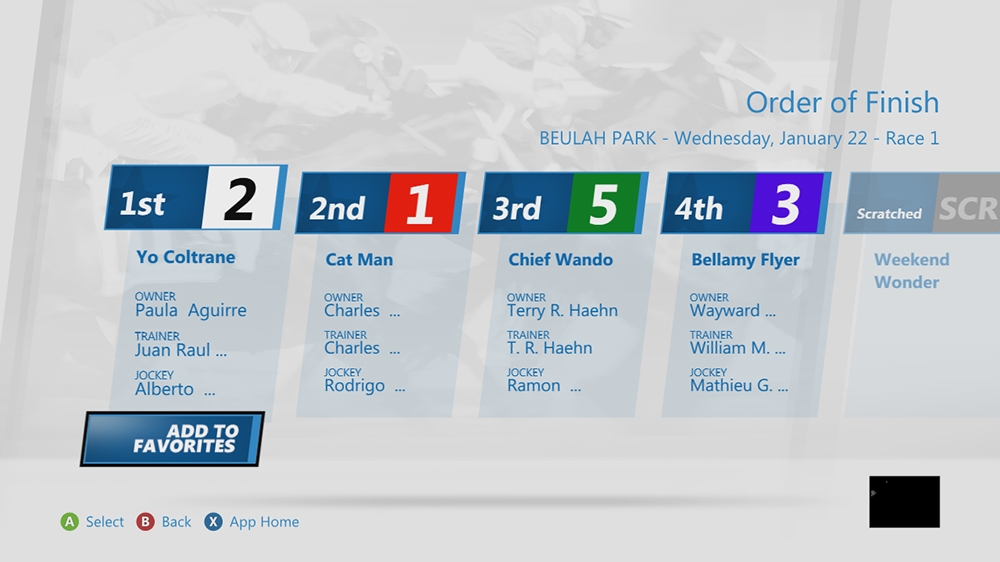 Order of Finish
BEULAH PARK - Wednesday, January 22 - Race 1
1st 2
Yo Coltrane
OWNER
Paula Aguirre
TRAINER
Juan Raul ...
JOCKEY
Alberto ...
2nd 1
Cat Man
OWNER
Charles ...
TRAINER
Charles ...
JOCKEY
Rodrigo ...
3rd 5
Chief Wando
OWNER
Terry R. Haehn
TRAINER
T. R. Haehn
JOCKEY
Ramon ...
4th 3
Bellamy Flyer
OWNER
Wayward ...
TRAINER
William M. ...
JOCKEY
Mathieu G. ...
Scratched SCR
Weekend
Wonder
ADD TO
FAVORITES
A Select B Back X App Home